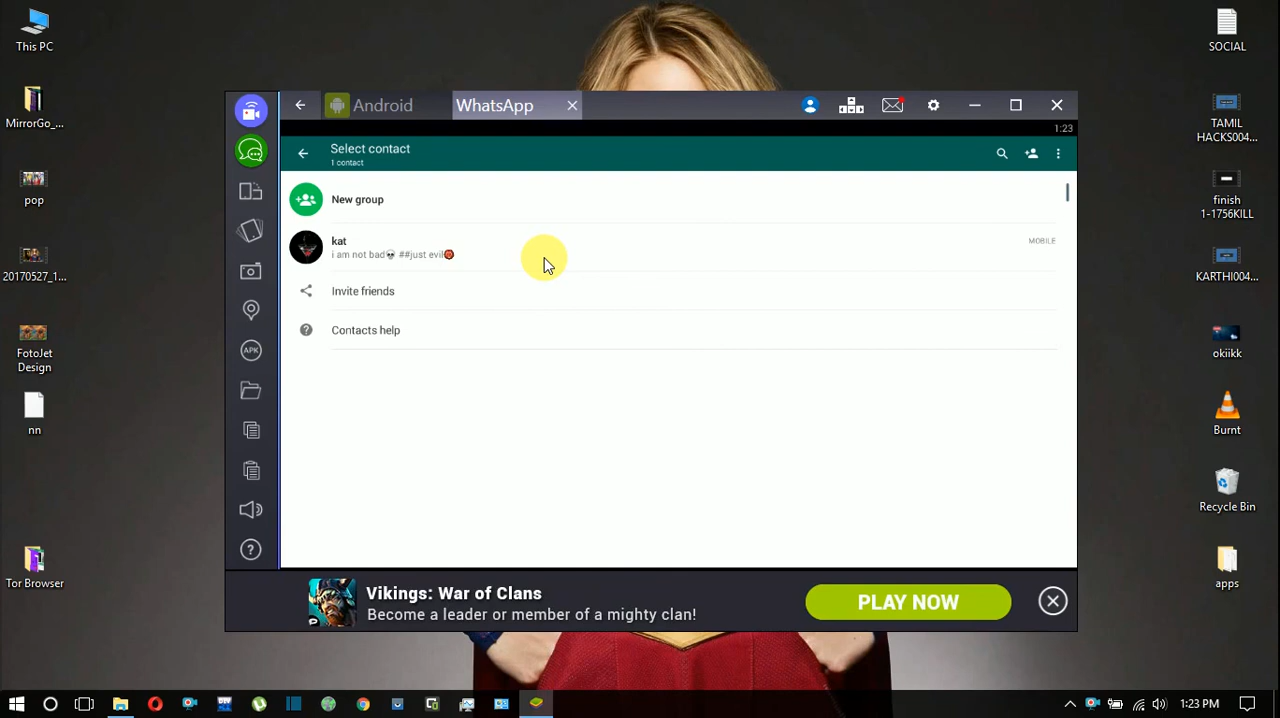 This PC
MirrorGo_...
pop
20170527_1...
FotoJet
Design
nn
Tor Browser
Android
WhatsApp
1:23
Select contact
1 contact
New group
kat
i am not bad💀 ##just evil👹
MOBILE
Invite friends
Contacts help
APK
?
Vikings: War of Clans
Become a leader or member of a mighty clan!
PLAY NOW
SOCIAL
TAMIL
HACKS004...
finish
1-1756KILL
KARTHI004...
okiikk
Burnt
Recycle Bin
apps
1:23 PM